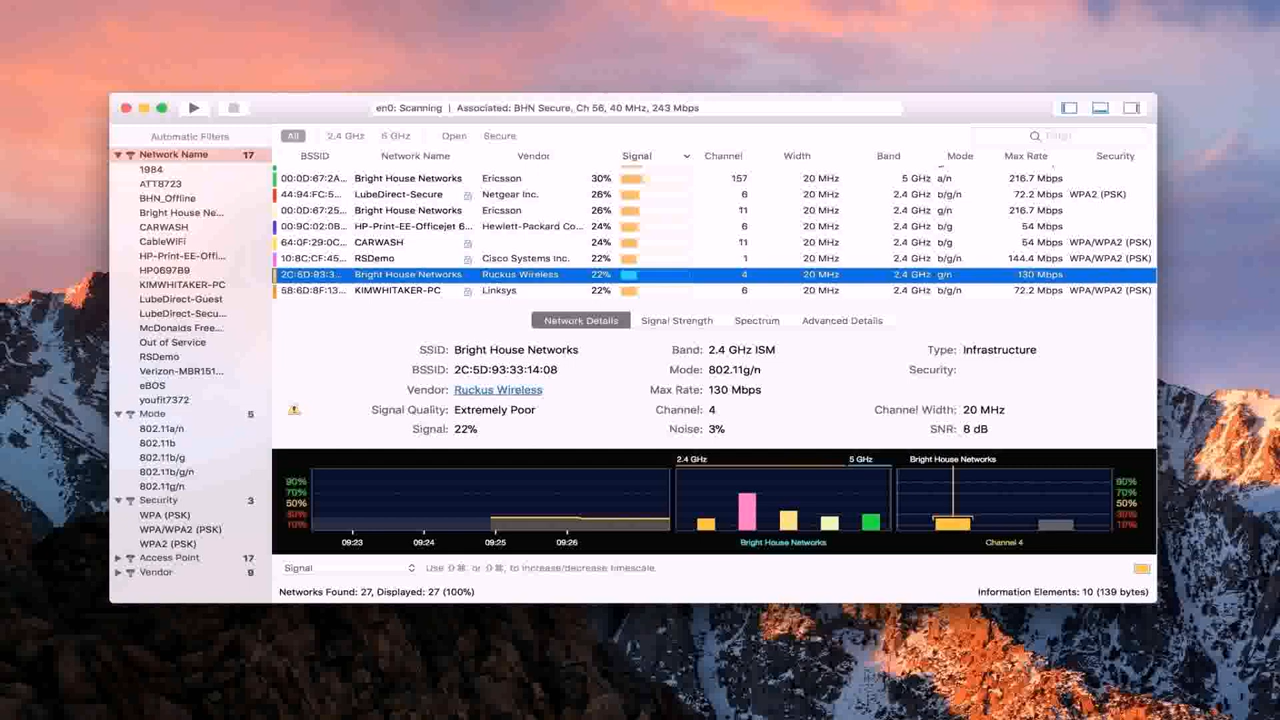 en0: Scanning | Associated: BHN Secure, Ch 56, 40 MHz, 243 Mbps
Automatic Filters
All 2.4 GHz 5 GHz Open Secure
BSSID Network Name Vendor Signal Channel Width Band Mode Max Rate Security
Network Name 17
1984
ATT8723
BHN_Offline
Bright House Ne...
CARWASH
CableWiFi
HP-Print-EE-Offi...
HP0697B9
KIMWHITAKER-PC
LubeDirect-Guest
LubeDirect-Secu...
McDonalds Free...
Out of Service
RSDemo
Verizon-MBR151...
eBOS
youfit7372
Mode 5
802.11a/n
802.11b
802.11b/g
802.11b/g/n
802.11g/n
Security 3
WPA (PSK)
WPA/WPA2 (PSK)
WPA2 (PSK)
Access Point 17
Vendor 9
00:0D:67:2A... Bright House Networks Ericsson 30% 157 20 MHz 5 GHz a/n 216.7 Mbps
44:94:FC:5... LubeDirect-Secure Netgear Inc. 26% 6 20 MHz 2.4 GHz b/g/n 72.2 Mbps WPA2 (PSK)
00:0D:67:25... Bright House Networks Ericsson 26% 11 20 MHz 2.4 GHz b/g/n 216.7 Mbps
00:9C:02:0B... HP-Print-EE-Officejet 6... Hewlett-Packard Co... 24% 6 20 MHz 2.4 GHz b/g 54 Mbps
64:0F:29:0C... CARWASH 24% 11 20 MHz 2.4 GHz b/g 54 Mbps WPA/WPA2 (PSK)
10:8C:CF:45... RSDemo Cisco Systems Inc. 22% 1 20 MHz 2.4 GHz b/g/n 144.4 Mbps WPA/WPA2 (PSK)
2C:5D:93:3... Bright House Networks Ruckus Wireless 22% 4 20 MHz 2.4 GHz g/n 130 Mbps
58:6D:8F:13... KIMWHITAKER-PC Linksys 22% 6 20 MHz 2.4 GHz b/g/n 72.2 Mbps WPA/WPA2 (PSK)
Network Details Signal Strength Spectrum Advanced Details
SSID: Bright House Networks Band: 2.4 GHz ISM Type: Infrastructure
BSSID: 2C:5D:93:33:14:08 Mode: 802.11g/n Security:
Vendor: Ruckus Wireless Max Rate: 130 Mbps
Signal Quality: Extremely Poor Channel: 4 Channel Width: 20 MHz
Signal: 22% Noise: 3% SNR: 8 dB
2.4 GHz 5 GHz Bright House Networks
90% 90%
70% 70%
50% 50%
30% 30%
10% 10%
09:23 09:24 09:25 09:26 Bright House Networks Channel 4
Signal Use ⇧⌘. or ⇧⌘, to increase/decrease timescale.
Networks Found: 27, Displayed: 27 (100%) Information Elements: 10 (139 bytes)